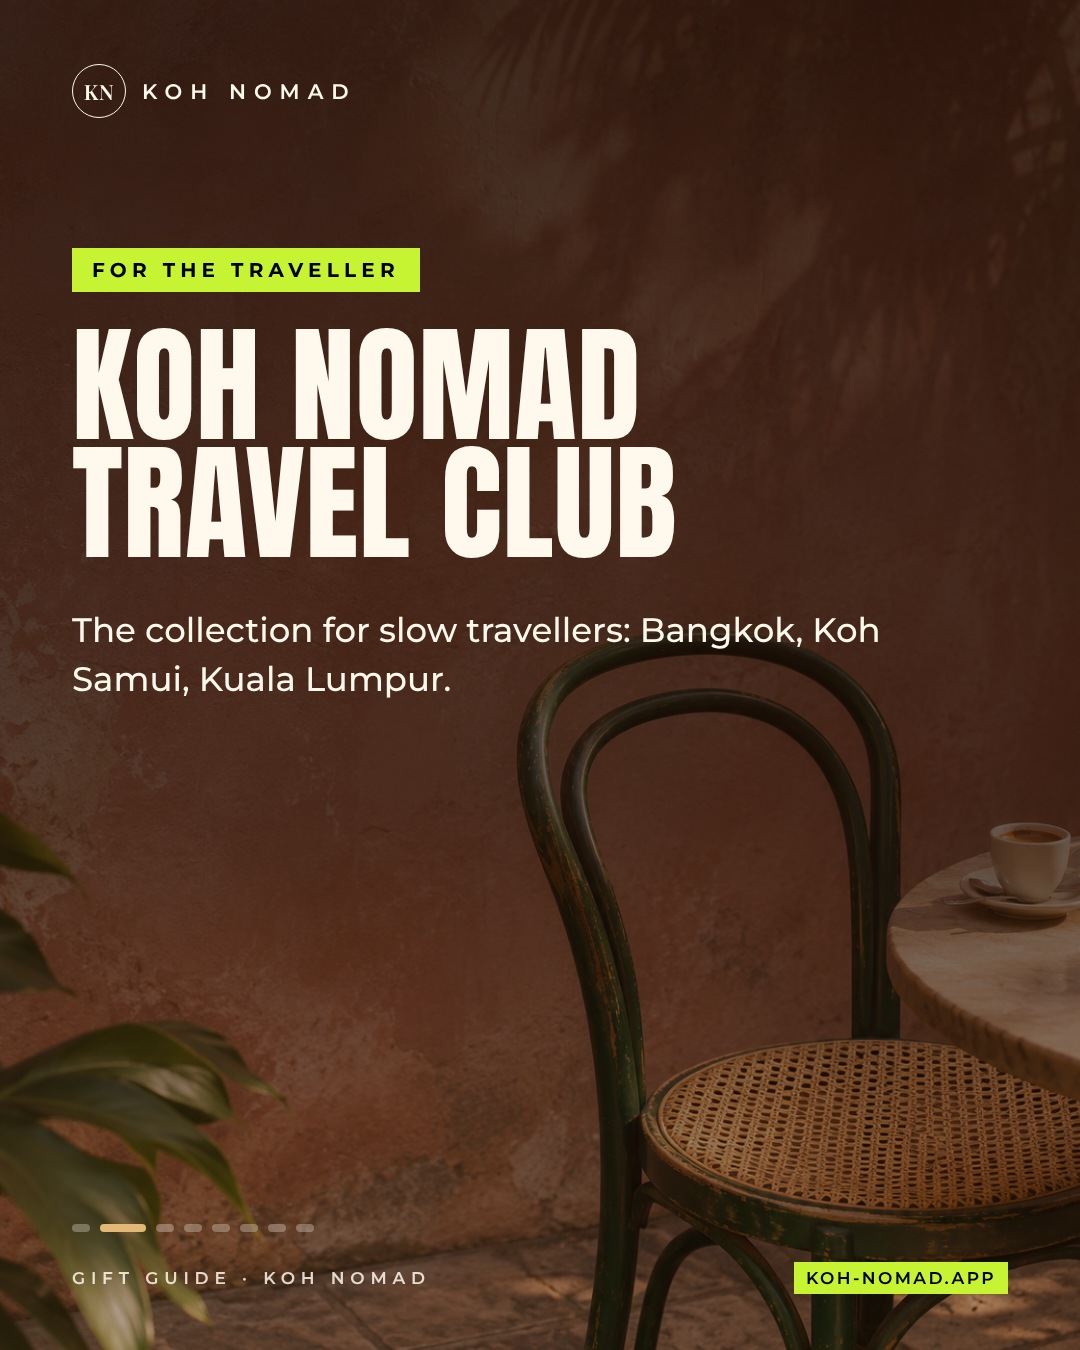 KN KOH NOMAD
FOR THE TRAVELLER
KOH NOMAD
TRAVEL CLUB
The collection for slow travellers: Bangkok, Koh
Samui, Kuala Lumpur.
GIFT GUIDE · KOH NOMAD
KOH-NOMAD.APP